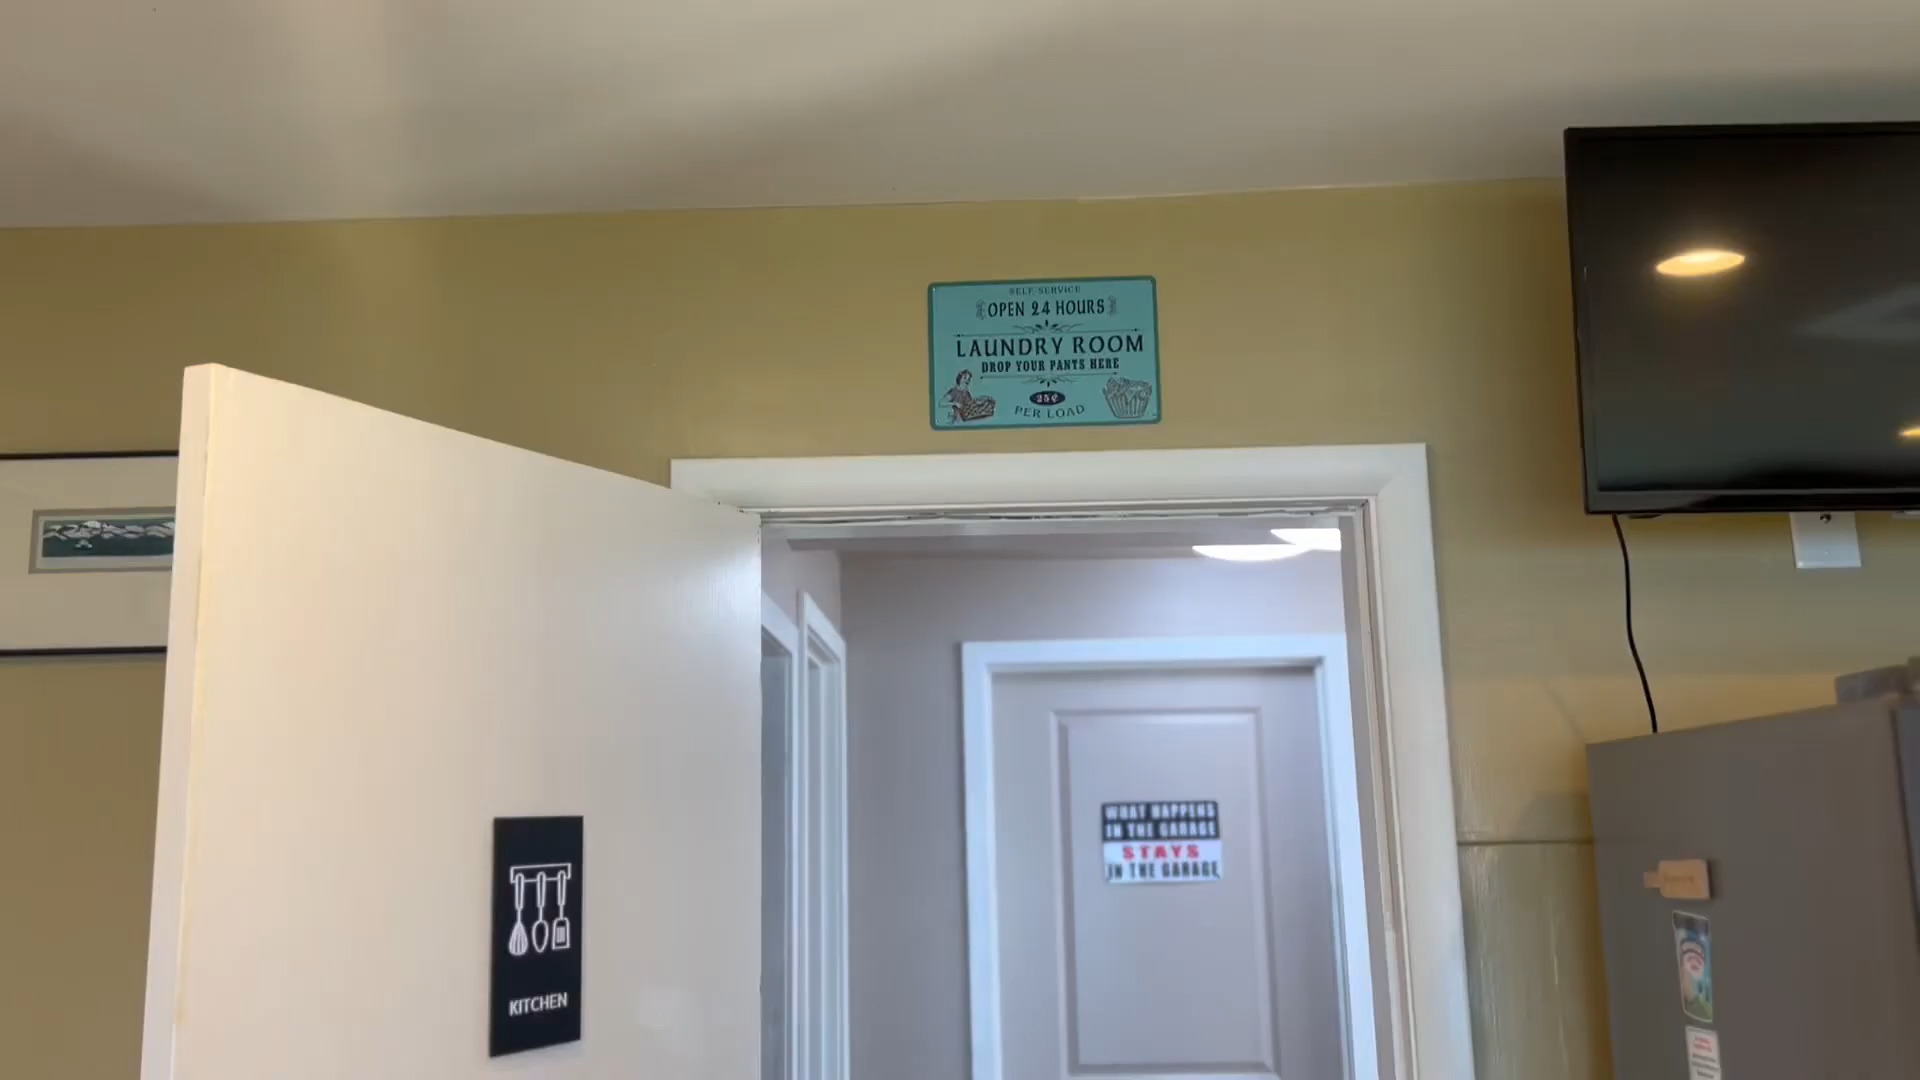 SELF-SERVICE
OPEN 24 HOURS
LAUNDRY ROOM
DROP YOUR PANTS HERE
25¢
PER LOAD
WHAT HAPPENS
IN THE GARAGE
STAYS
IN THE GARAGE
KITCHEN